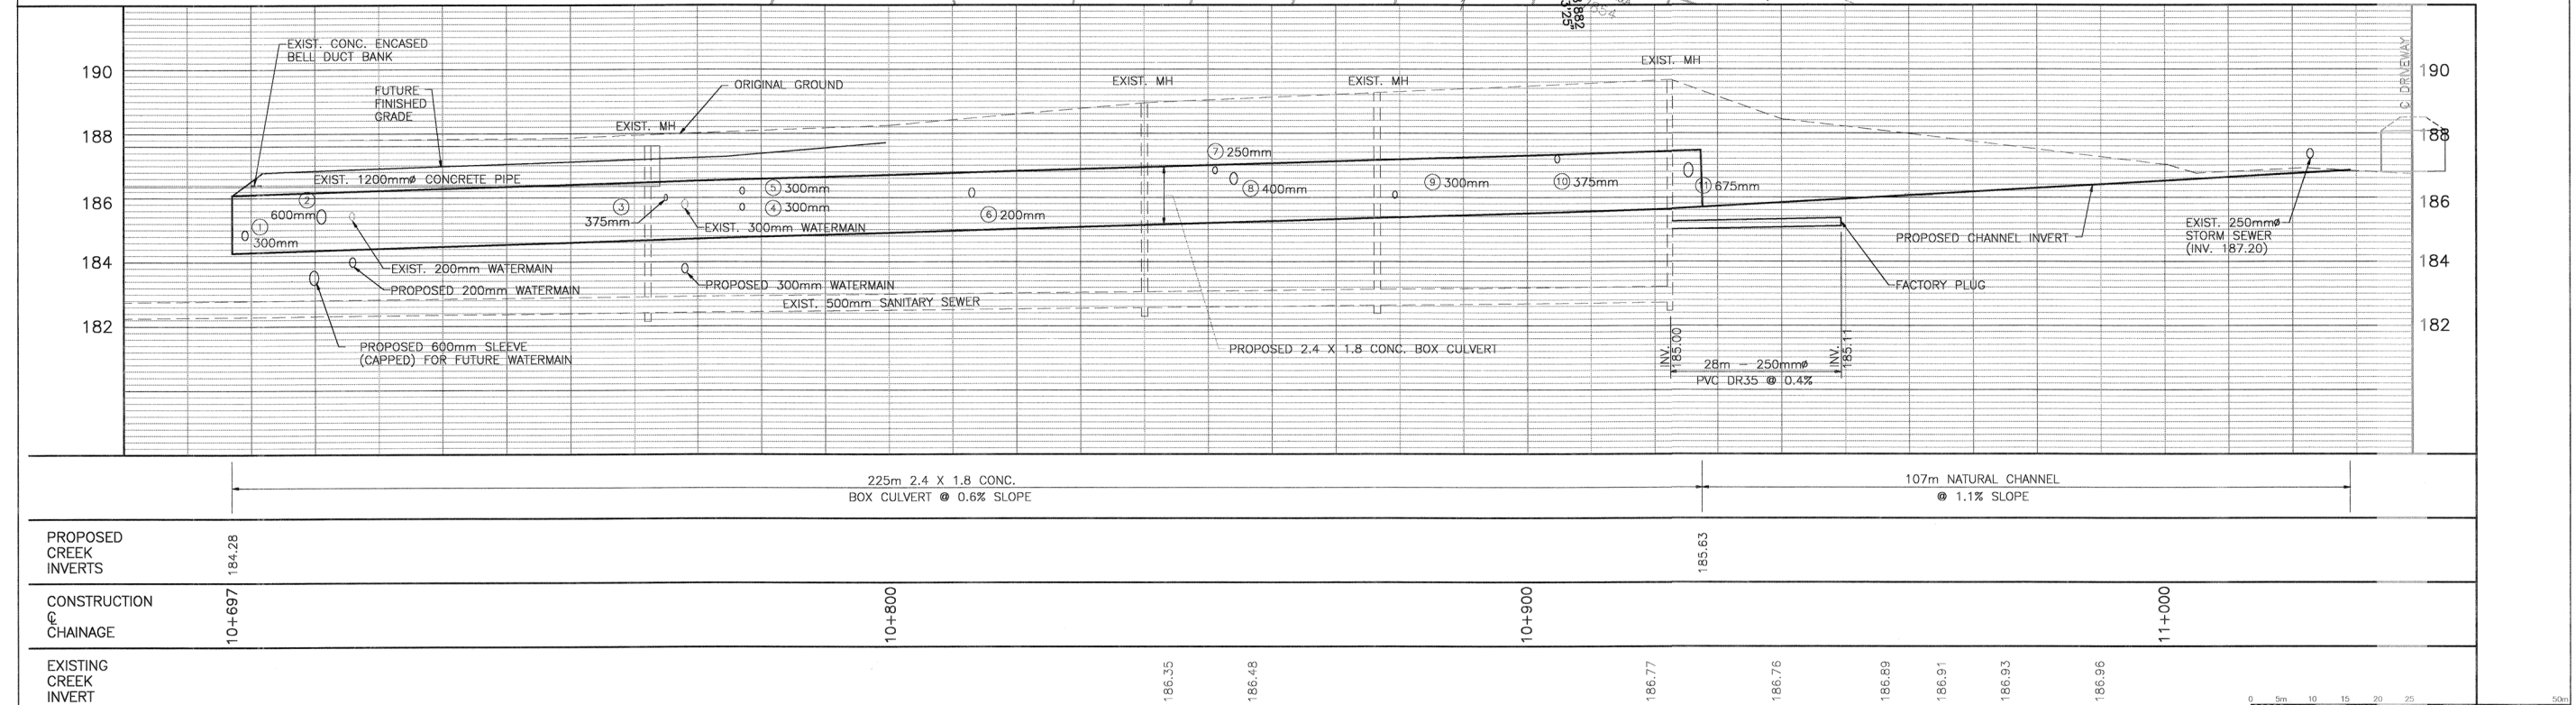 3882
3'25"
854
EXIST. CONC. ENCASED
BELL DUCT BANK
FUTURE
FINISHED
GRADE
ORIGINAL GROUND
EXIST. MH
EXIST. MH
EXIST. MH
EXIST. MH
℄ DRIVEWAY
190
188
186
184
182
190
188
186
184
182
EXIST. 1200mmø CONCRETE PIPE
① 300mm
② 600mm
③ 375mm
④ 300mm
⑤ 300mm
⑥ 200mm
⑦ 250mm
⑧ 400mm
⑨ 300mm
⑩ 375mm
⑪ 675mm
EXIST. 300mm WATERMAIN
EXIST. 200mm WATERMAIN
PROPOSED 200mm WATERMAIN
PROPOSED 300mm WATERMAIN
EXIST. 500mm SANITARY SEWER
PROPOSED 600mm SLEEVE
(CAPPED) FOR FUTURE WATERMAIN
PROPOSED 2.4 X 1.8 CONC. BOX CULVERT
INV.
185.00
28m – 250mmø
PVC DR35 @ 0.4%
INV.
185.11
PROPOSED CHANNEL INVERT
FACTORY PLUG
EXIST. 250mmø
STORM SEWER
(INV. 187.20)
225m 2.4 X 1.8 CONC.
BOX CULVERT @ 0.6% SLOPE
107m NATURAL CHANNEL
@ 1.1% SLOPE
PROPOSED
CREEK
INVERTS
184.28
185.63
CONSTRUCTION
℄
CHAINAGE
10+697
10+800
10+900
11+000
EXISTING
CREEK
INVERT
186.35
186.48
186.77
186.76
186.89
186.91
186.93
186.96
0 5m 10 15 20 25 50m